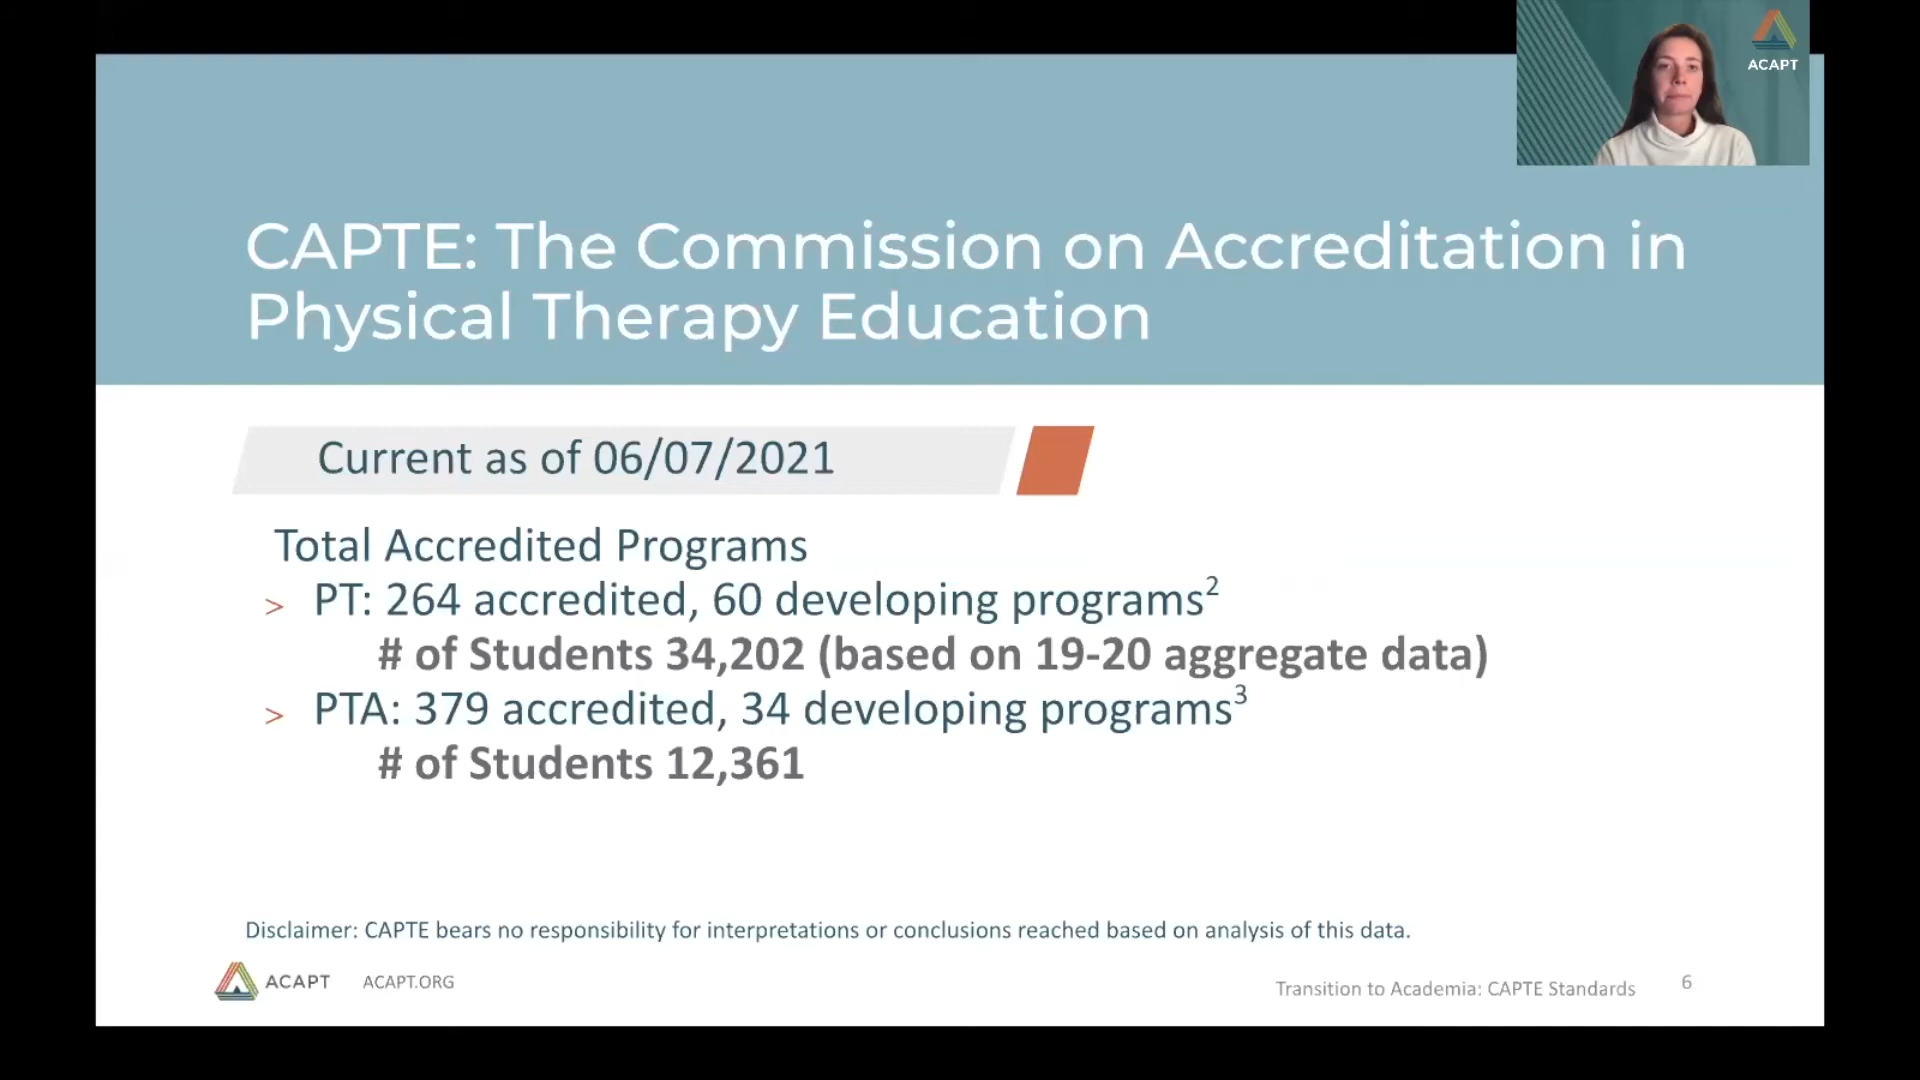 ACAPT
CAPTE: The Commission on Accreditation in
Physical Therapy Education
Current as of 06/07/2021
Total Accredited Programs
> PT: 264 accredited, 60 developing programs²
# of Students 34,202 (based on 19-20 aggregate data)
> PTA: 379 accredited, 34 developing programs³
# of Students 12,361
Disclaimer: CAPTE bears no responsibility for interpretations or conclusions reached based on analysis of this data.
ACAPT ACAPT.ORG
Transition to Academia: CAPTE Standards 6